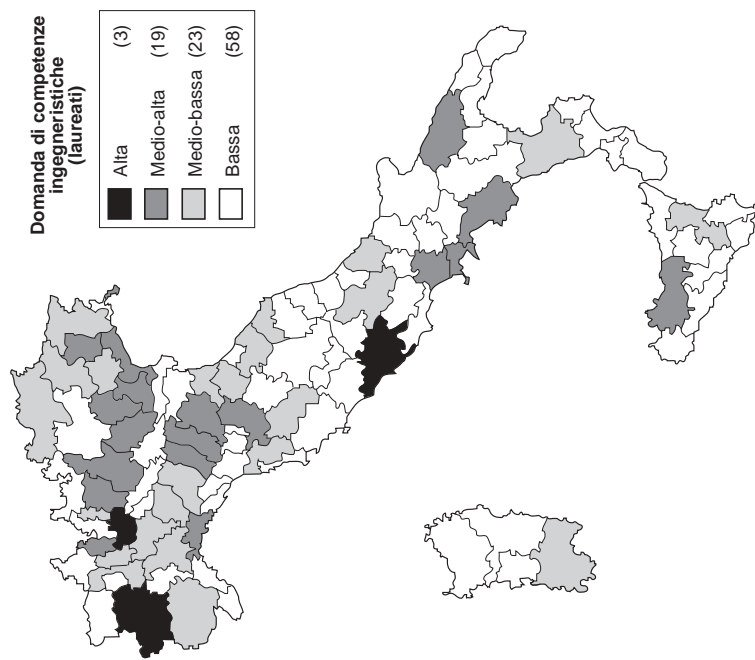 Domanda di competenze
ingegneristiche
(laureati)
Alta (3)
Medio-alta (19)
Medio-bassa (23)
Bassa (58)